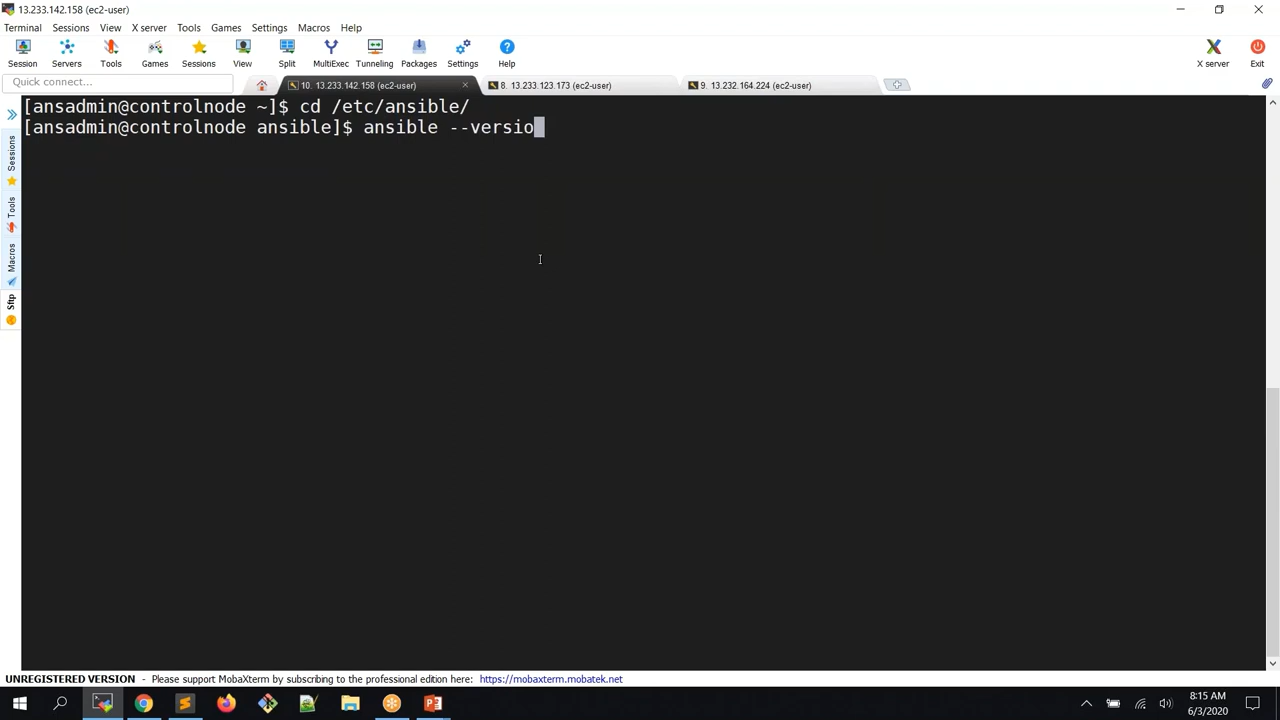 13.233.142.158 (ec2-user)
Terminal Sessions View X server Tools Games Settings Macros Help
Session Servers Tools Games Sessions View Split MultiExec Tunneling Packages Settings Help X server Exit
Quick connect...
10. 13.233.142.158 (ec2-user)
8. 13.233.123.173 (ec2-user)
9. 13.232.164.224 (ec2-user)
[ansadmin@controlnode ~]$ cd /etc/ansible/
[ansadmin@controlnode ansible]$ ansible --versio
Sessions
Tools
Macros
Sftp
UNREGISTERED VERSION - Please support MobaXterm by subscribing to the professional edition here: https://mobaxterm.mobatek.net
8:15 AM
6/3/2020